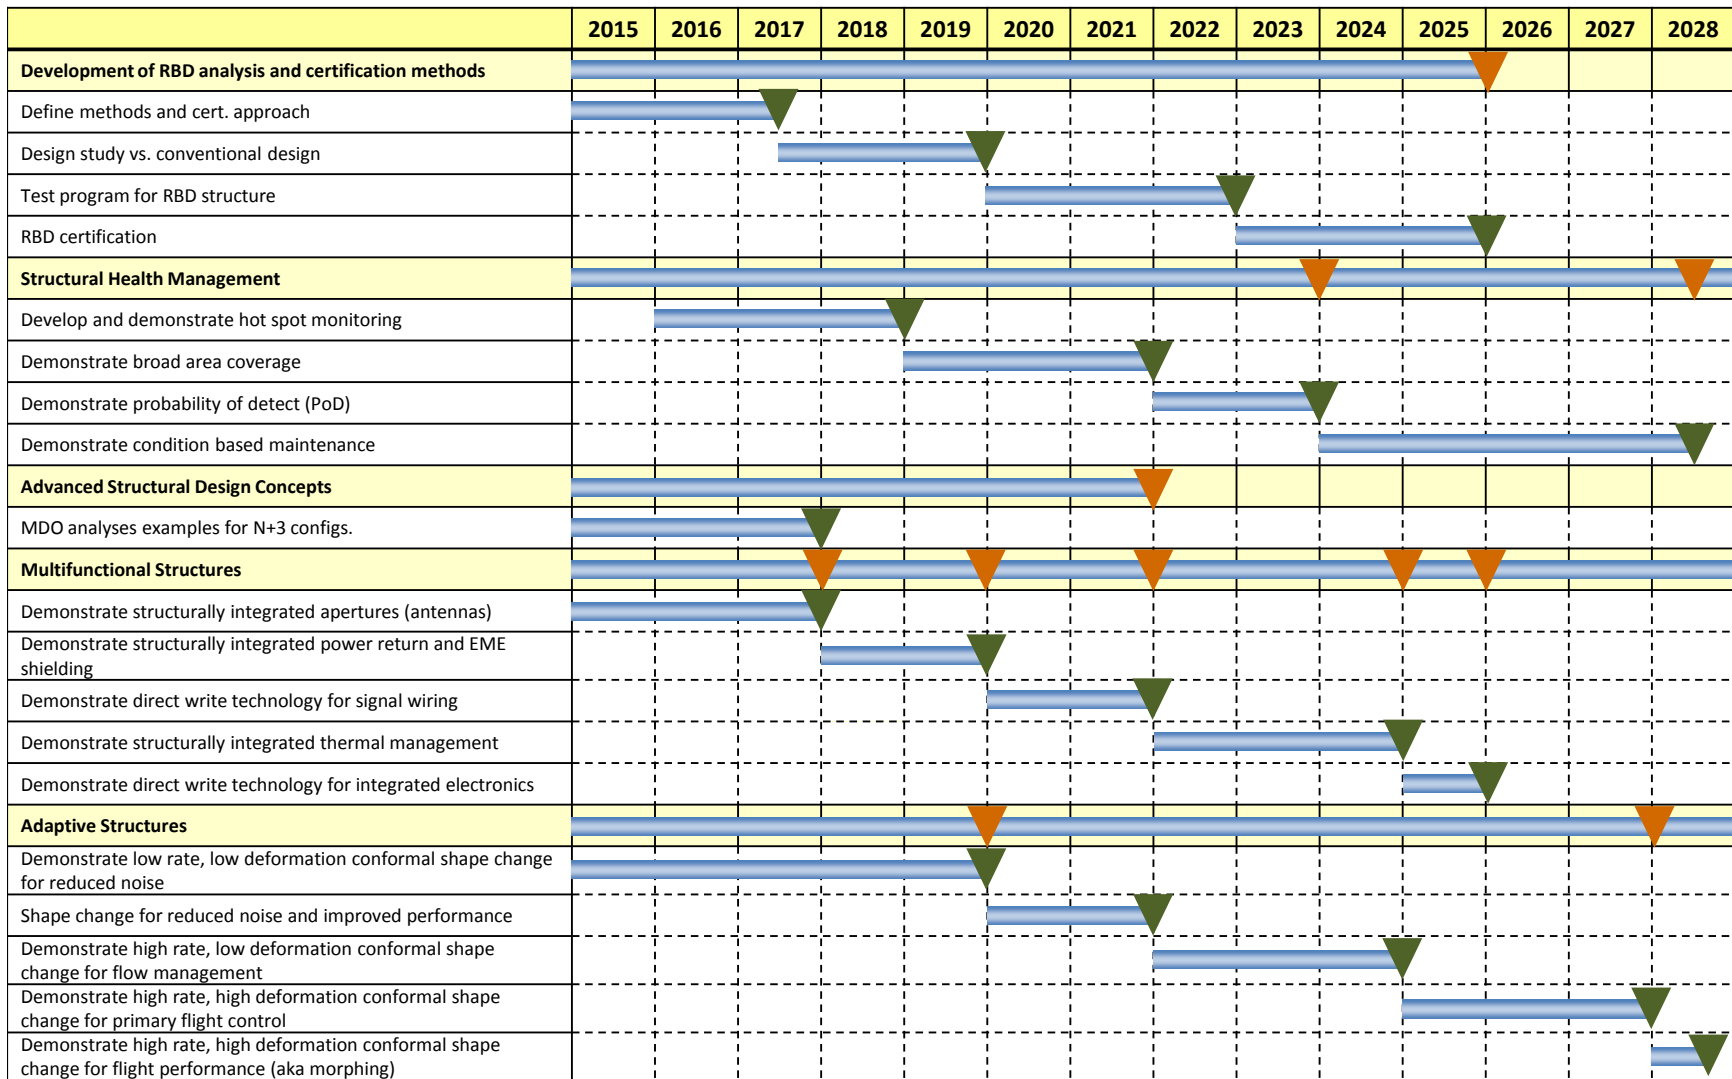 2015 2016 2017 2018 2019 2020 2021 2022 2023 2024 2025 2026 2027 2028
Development of RBD analysis and certification methods
Define methods and cert. approach
Design study vs. conventional design
Test program for RBD structure
RBD certification
Structural Health Management
Develop and demonstrate hot spot monitoring
Demonstrate broad area coverage
Demonstrate probability of detect (PoD)
Demonstrate condition based maintenance
Advanced Structural Design Concepts
MDO analyses examples for N+3 configs.
Multifunctional Structures
Demonstrate structurally integrated apertures (antennas)
Demonstrate structurally integrated power return and EME
shielding
Demonstrate direct write technology for signal wiring
Demonstrate structurally integrated thermal management
Demonstrate direct write technology for integrated electronics
Adaptive Structures
Demonstrate low rate, low deformation conformal shape change
for reduced noise
Shape change for reduced noise and improved performance
Demonstrate high rate, low deformation conformal shape
change for flow management
Demonstrate high rate, high deformation conformal shape
change for primary flight control
Demonstrate high rate, high deformation conformal shape
change for flight performance (aka morphing)